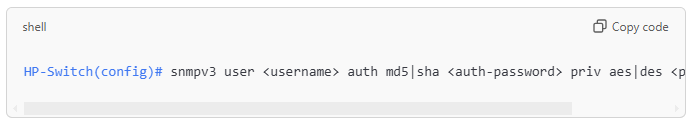 shell
Copy code
HP-Switch(config)# snmpv3 user <username> auth md5|sha <auth-password> priv aes|des <p